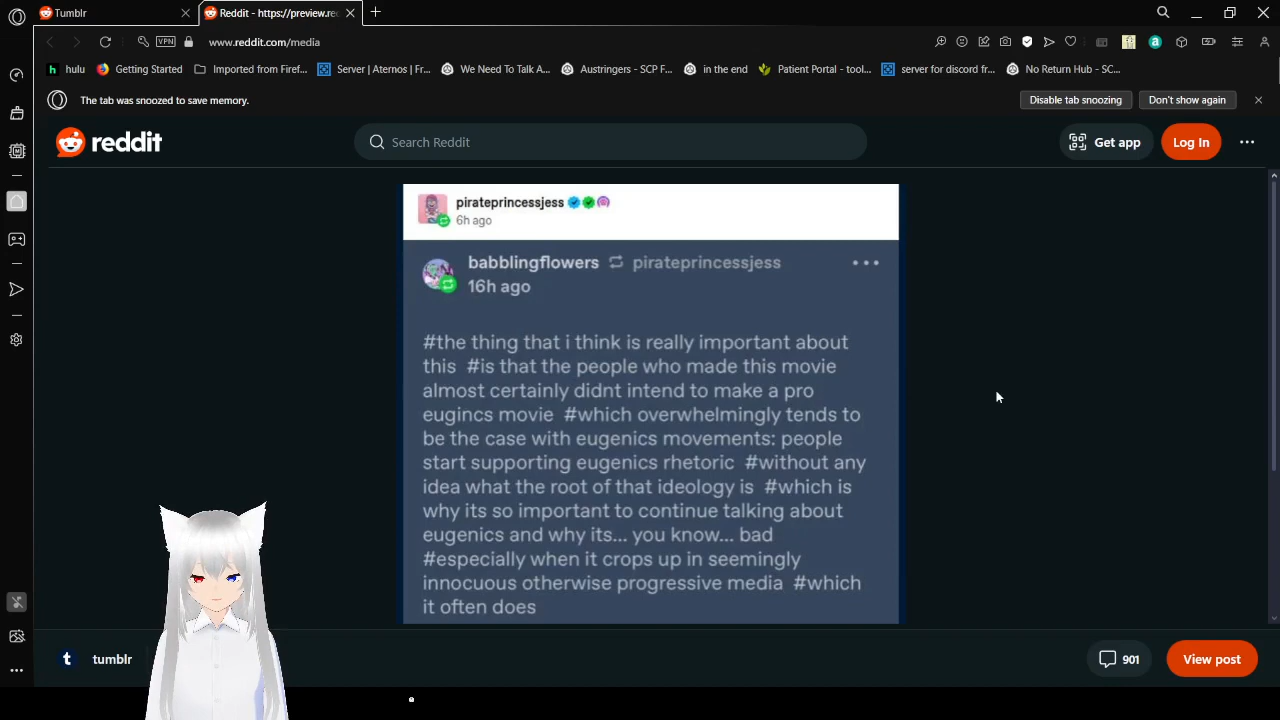 Tumblr
Reddit - https://preview.re
VPN
www.reddit.com/media
hulu
Getting Started
Imported from Firef...
Server | Aternos | Fr...
We Need To Talk A...
Austringers - SCP F...
in the end
Patient Portal - tool...
server for discord fr...
No Return Hub - SC...
The tab was snoozed to save memory.
Disable tab snoozing
Don't show again
reddit
Search Reddit
Get app
Log In
pirateprincessjess
6h ago
babblingflowers pirateprincessjess
16h ago
#the thing that i think is really important about
this #is that the people who made this movie
almost certainly didnt intend to make a pro
eugincs movie #which overwhelmingly tends to
be the case with eugenics movements: people
start supporting eugenics rhetoric #without any
idea what the root of that ideology is #which is
why its so important to continue talking about
eugenics and why its... you know... bad
#especially when it crops up in seemingly
innocuous otherwise progressive media #which
it often does
t tumblr
901
View post